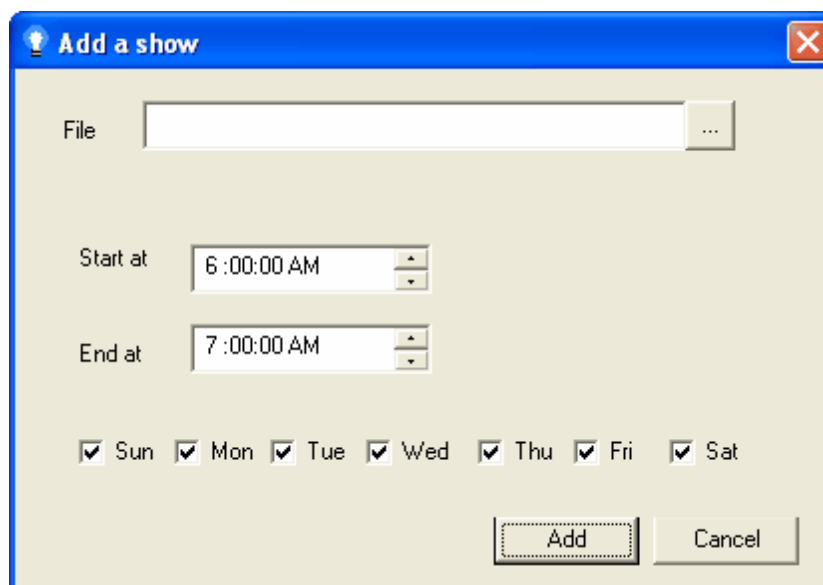 Add a show
File ...
Start at 6 :00:00 AM
End at 7 :00:00 AM
Sun Mon Tue Wed Thu Fri Sat
Add Cancel